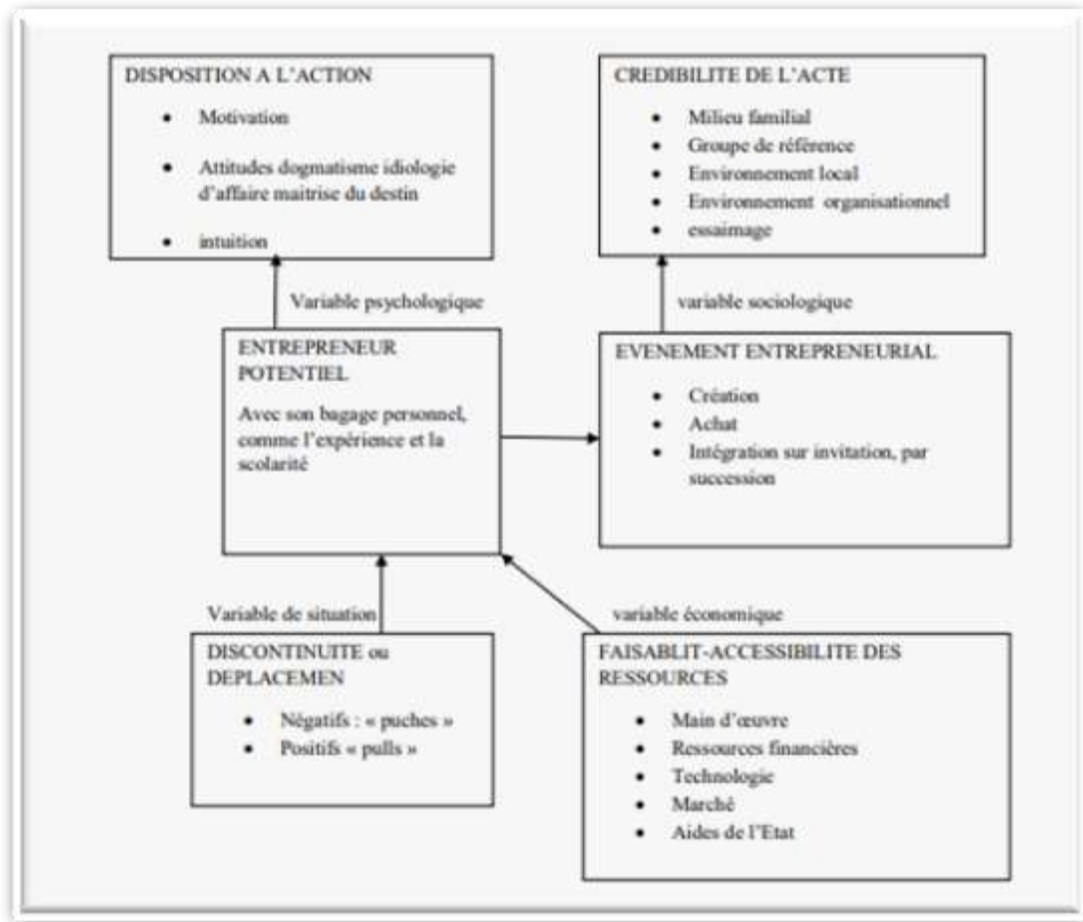 DISPOSITION A L'ACTION
• Motivation
• Attitudes dogmatisme idiologie
d'affaire maitrise du destin
• intuition
CREDIBILITE DE L'ACTE
• Milieu familial
• Groupe de référence
• Environnement local
• Environnement organisationnel
• essaimage
Variable psychologique
variable sociologique
ENTREPRENEUR
POTENTIEL
Avec son bagage personnel,
comme l'expérience et la
scolarité
EVENEMENT ENTREPRENEURIAL
• Création
• Achat
• Intégration sur invitation, par
succession
Variable de situation
variable économique
DISCONTINUITE ou
DEPLACEMEN
• Négatifs : « puches »
• Positifs « pulls »
FAISABLIT-ACCESSIBILITE DES
RESSOURCES
• Main d'œuvre
• Ressources financières
• Technologie
• Marché
• Aides de l'Etat